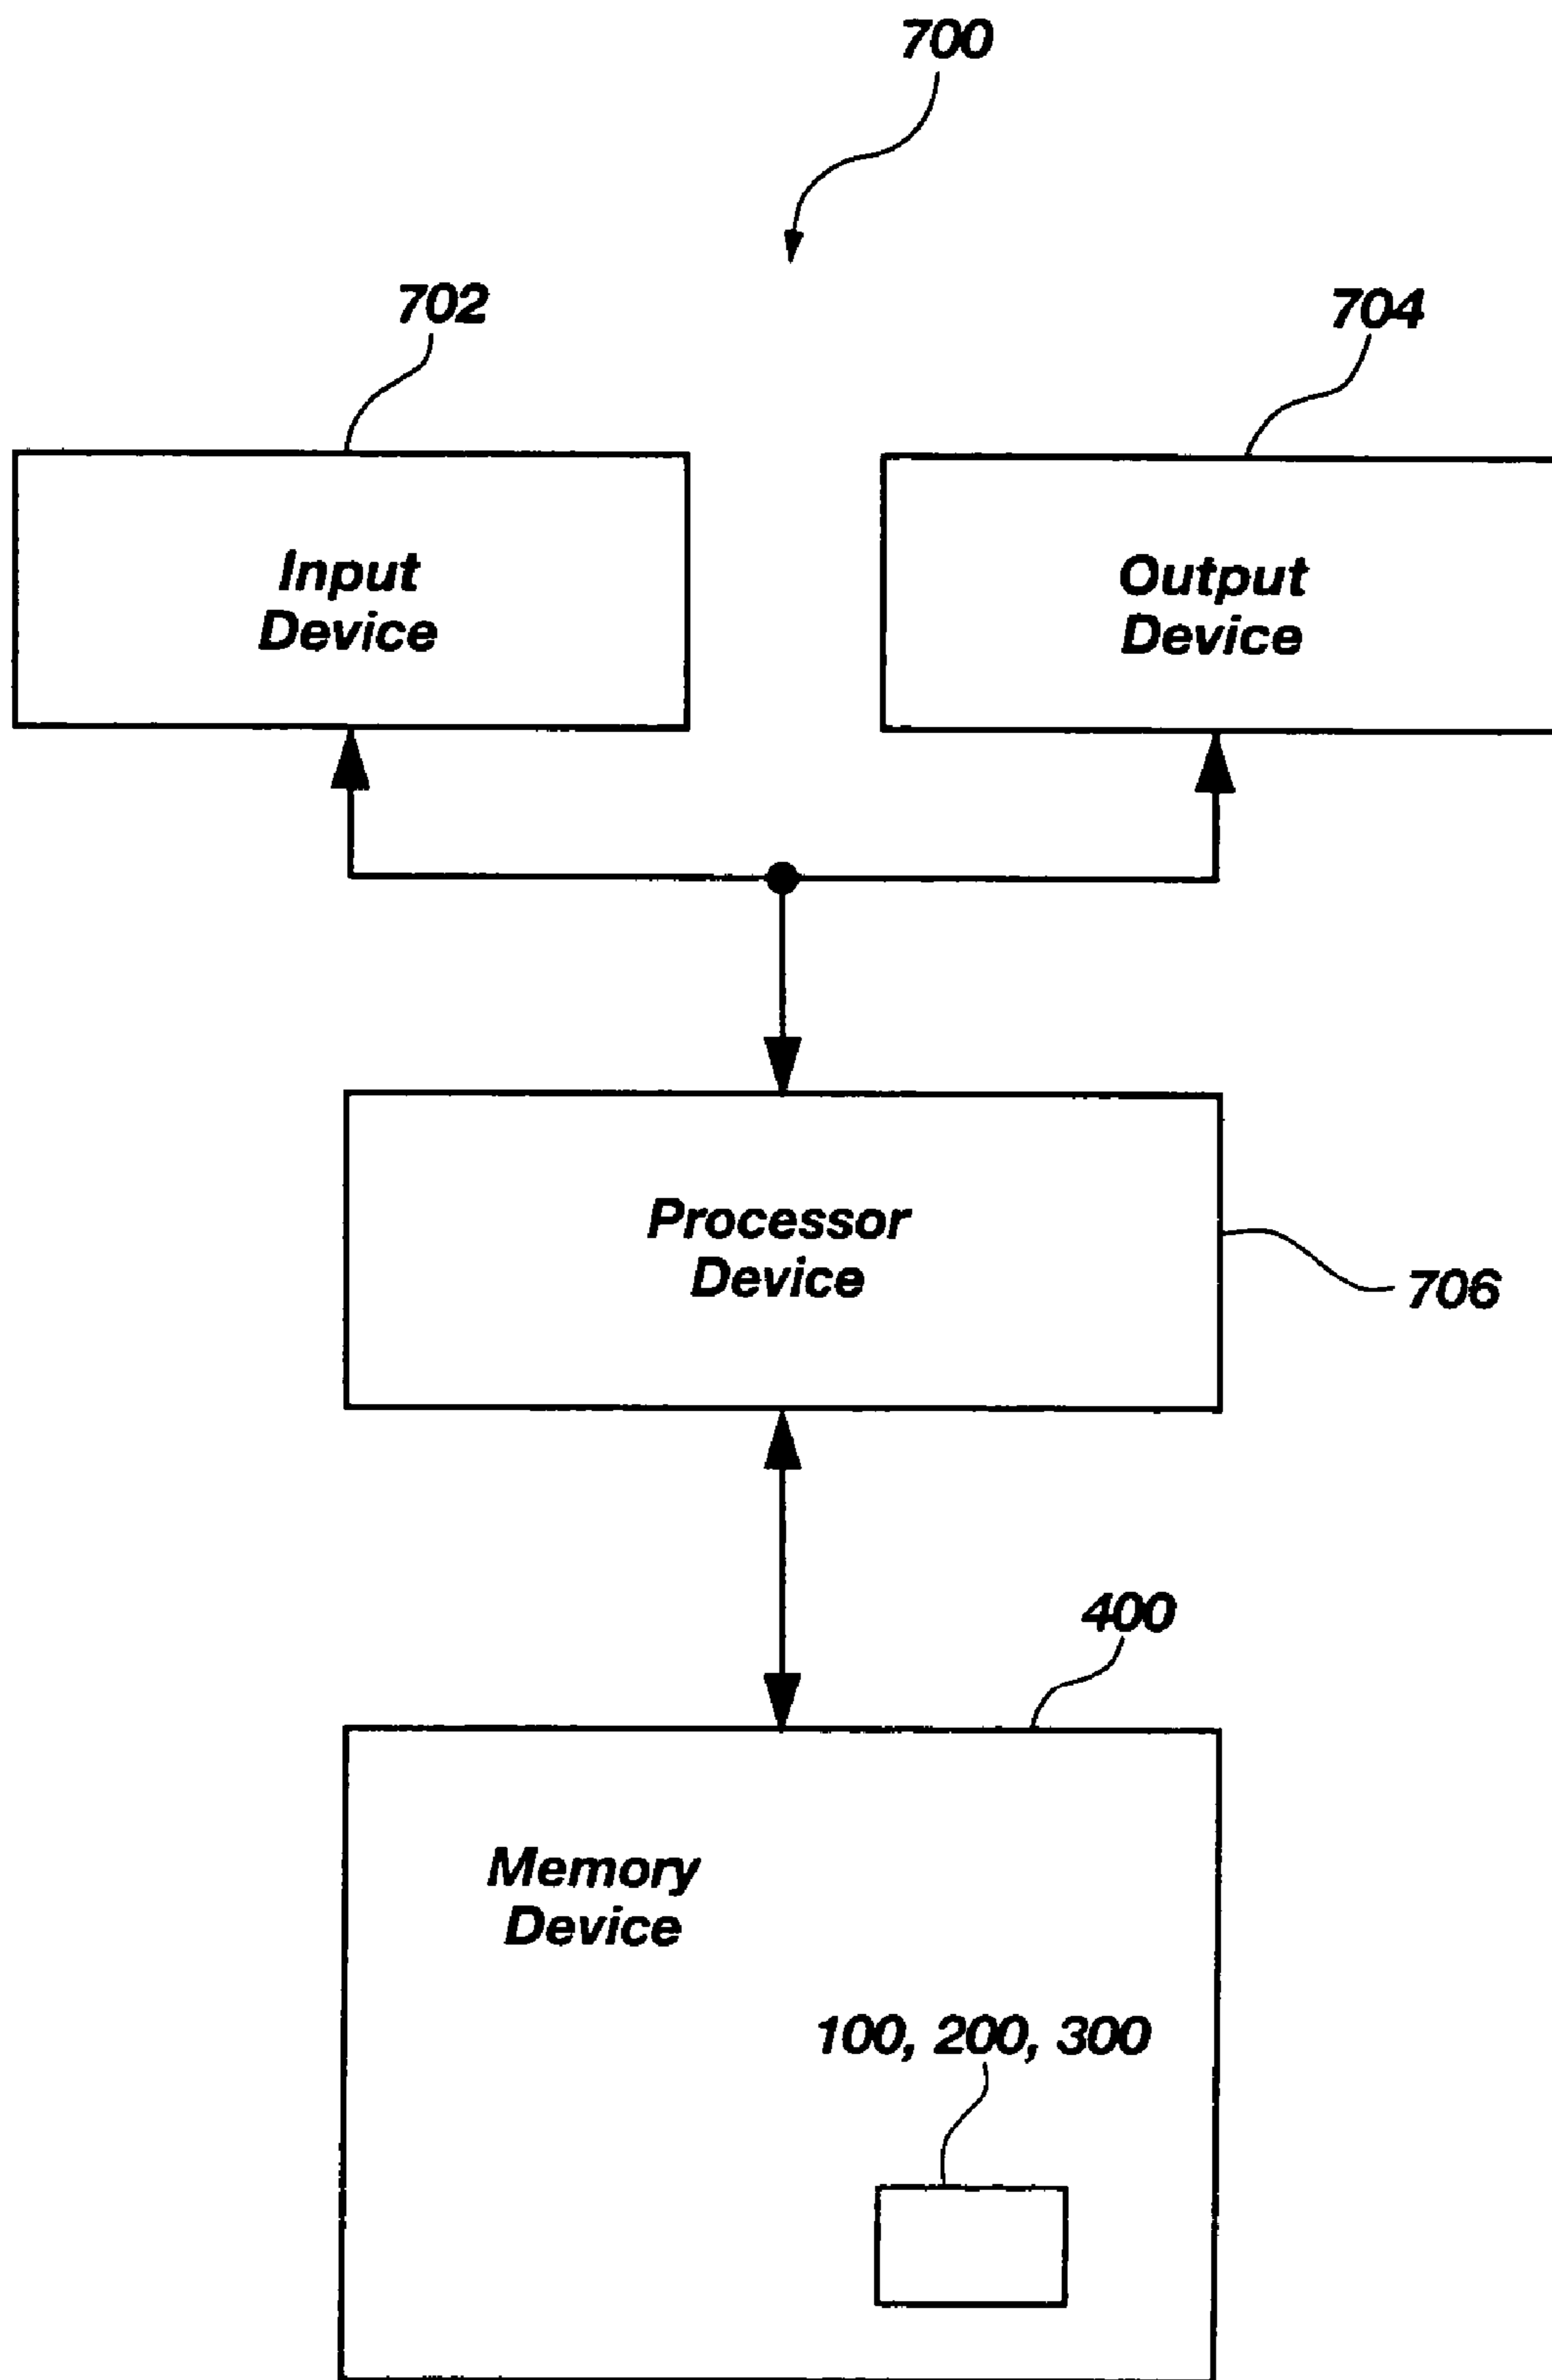 700
702
704
Input
Device
Output
Device
Processor
Device
706
400
Memory
Device
100, 200, 300